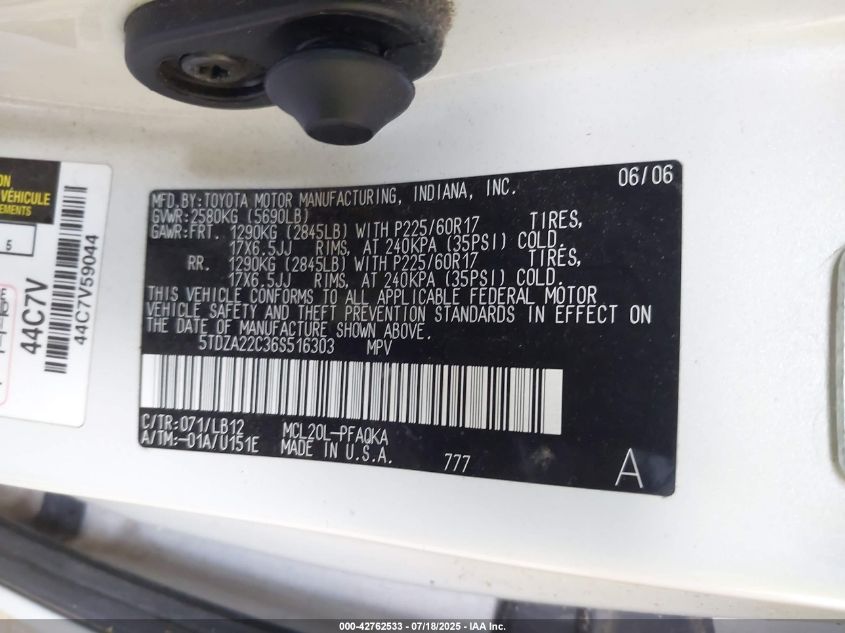 ON
VÉHICULE
EMENTS
5
44C7V
44C7V59044
MFD.BY:TOYOTA MOTOR MANUFACTURING, INDIANA, INC. 06/06
GVWR:2580KG (5690LB)
GAWR:FRT. 1290KG (2845LB) WITH P225/60R17 TIRES,
17X6.5JJ RIMS, AT 240KPA (35PSI) COLD.
RR. 1290KG (2845LB) WITH P225/60R17 TIRES,
17X6.5JJ RIMS, AT 240KPA (35PSI) COLD.
THIS VEHICLE CONFORMS TO ALL APPLICABLE FEDERAL MOTOR
VEHICLE SAFETY AND THEFT PREVENTION STANDARDS IN EFFECT ON
THE DATE OF MANUFACTURE SHOWN ABOVE.
5TDZA22C36S516303 MPV
C/TR:071/LB12 MCL20L-PFAQKA
A/TM:-01A/U151E MADE IN U.S.A. 777 A
000-42762533 - 07/18/2025 - IAA Inc.